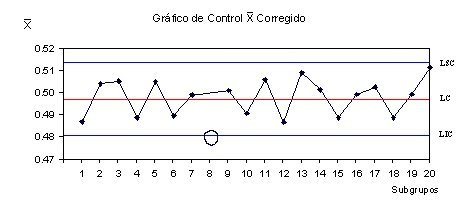 Gráfico de Control X̅ Corregido
X̅
0.52
0.51
0.50
0.49
0.48
0.47
LSC
LC
LIC
1 2 3 4 5 6 7 8 9 10 11 12 13 14 15 16 17 18 19 20
Subgrupos